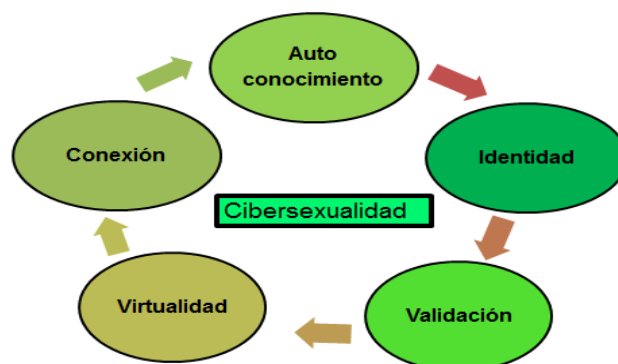 Auto
conocimiento
Identidad
Validación
Virtualidad
Conexión
Cibersexualidad